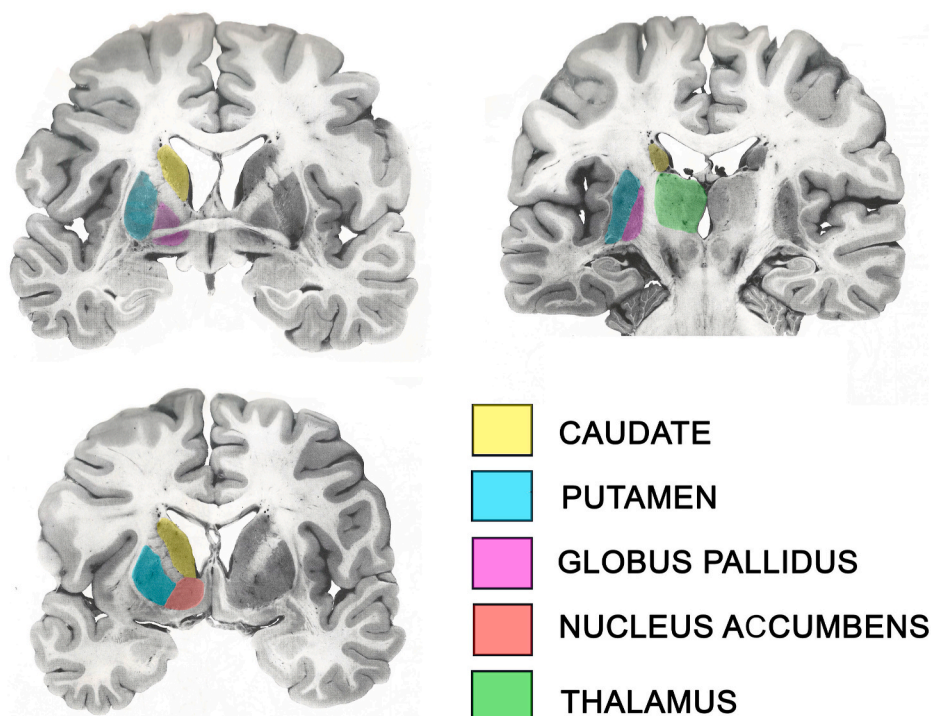 CAUDATE
PUTAMEN
GLOBUS PALLIDUS
NUCLEUS ACCUMBENS
THALAMUS